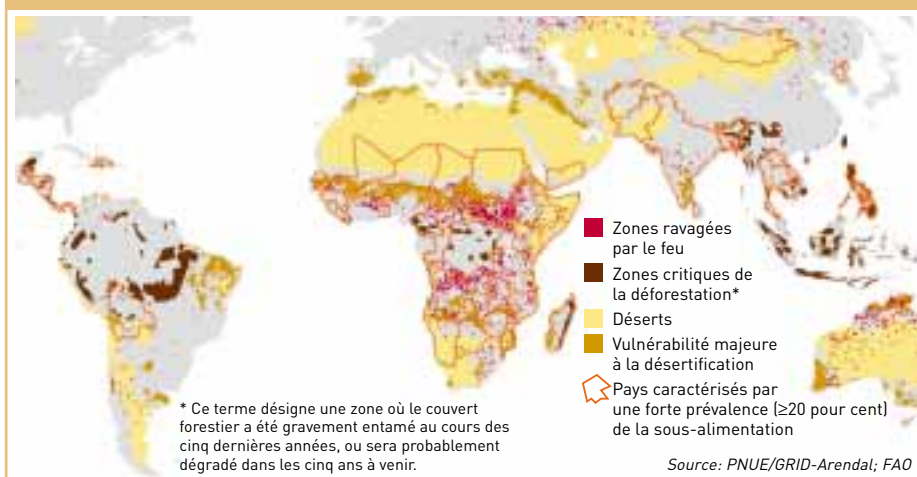 Zones ravagées
par le feu
Zones critiques de
la déforestation*
Déserts
Vulnérabilité majeure
à la désertification
Pays caractérisés par
une forte prévalence (≥20 pour cent)
de la sous-alimentation
* Ce terme désigne une zone où le couvert
forestier a été gravement entamé au cours des
cinq dernières années, ou sera probablement
dégradé dans les cinq ans à venir.
Source: PNUE/GRID-Arendal; FAO